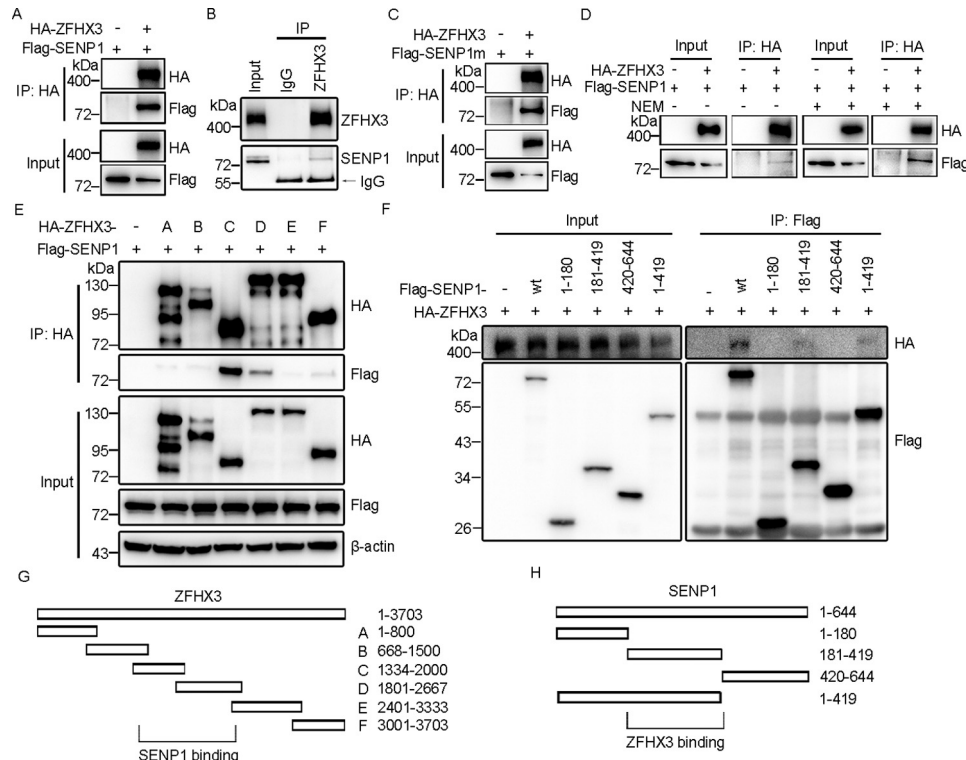 A
HA-ZFHX3 - +
Flag-SENP1 + +
kDa
IP: HA
400
HA
72
Flag
Input
400
HA
72
Flag
B
IP
Input
IgG
ZFHX3
kDa
400
ZFHX3
72
SENP1
55
←IgG
C
HA-ZFHX3 - +
Flag-SENP1m + +
kDa
IP: HA
400
HA
72
Flag
Input
400
HA
72
Flag
D
Input IP: HA Input IP: HA
HA-ZFHX3 - + - + - + - +
Flag-SENP1 + + + + + + + +
NEM - - - - + + + +
kDa
400
HA
72
Flag
E
HA-ZFHX3- - A B C D E F
Flag-SENP1 + + + + + + +
kDa
IP: HA
130
95
72
HA
72
Flag
Input
130
95
72
HA
72
Flag
43
β-actin
F
Input IP: Flag
Flag-SENP1- - wt 1-180 181-419 420-644 1-419 - wt 1-180 181-419 420-644 1-419
HA-ZFHX3 + + + + + + + + + + + +
kDa
400
HA
72
55
43
34
26
Flag
G
ZFHX3
1-3703
A 1-800
B 668-1500
C 1334-2000
D 1801-2667
E 2401-3333
F 3001-3703
SENP1 binding
H
SENP1
1-644
1-180
181-419
420-644
1-419
ZFHX3 binding